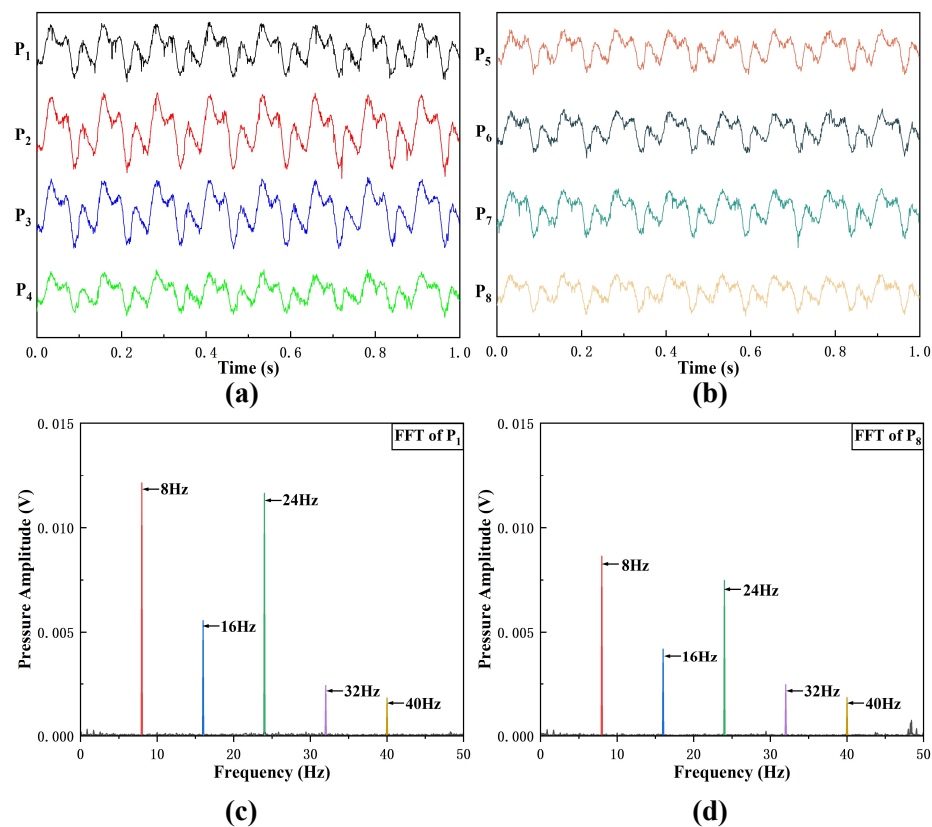 P1
P2
P3
P4
0.0 0.2 0.4 0.6 0.8 1.0
Time (s)
(a)
P5
P6
P7
P8
0.0 0.2 0.4 0.6 0.8 1.0
Time (s)
(b)
FFT of P1
0.015
0.010
0.005
0.000
Pressure Amplitude (V)
8Hz
16Hz
24Hz
32Hz
40Hz
0 10 20 30 40 50
Frequency (Hz)
(c)
FFT of P8
0.015
0.010
0.005
0.000
Pressure Amplitude (V)
8Hz
16Hz
24Hz
32Hz
40Hz
0 10 20 30 40 50
Frequency (Hz)
(d)